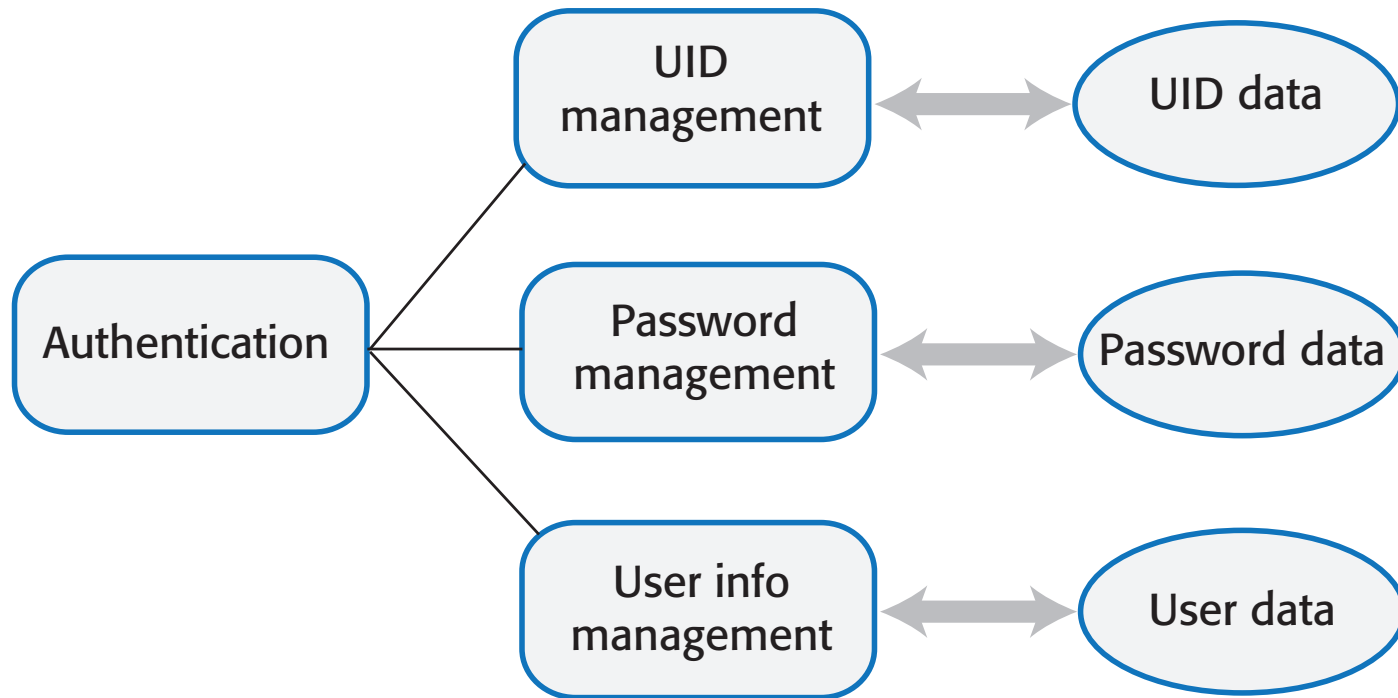 UID
management
UID data
Authentication
Password
management
Password data
User info
management
User data